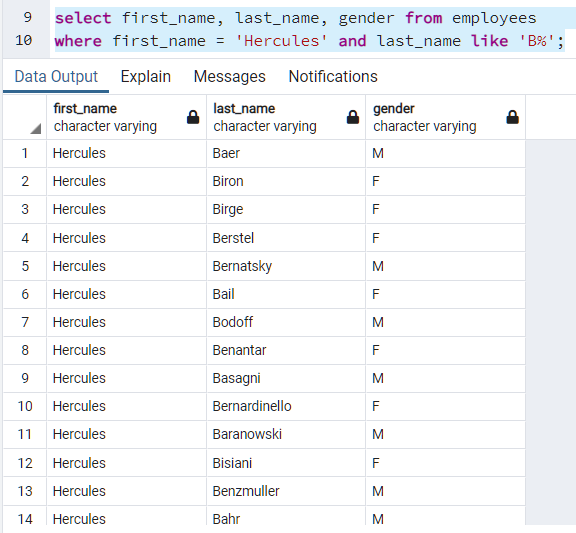 9 select first_name, last_name, gender from employees
10 where first_name = 'Hercules' and last_name like 'B%';
Data Output Explain Messages Notifications
first_name last_name gender
character varying character varying character varying
1 Hercules Baer M
2 Hercules Biron F
3 Hercules Birge F
4 Hercules Berstel F
5 Hercules Bernatsky M
6 Hercules Bail F
7 Hercules Bodoff M
8 Hercules Benantar F
9 Hercules Basagni M
10 Hercules Bernardinello F
11 Hercules Baranowski M
12 Hercules Bisiani F
13 Hercules Benzmuller M
14 Hercules Bahr M